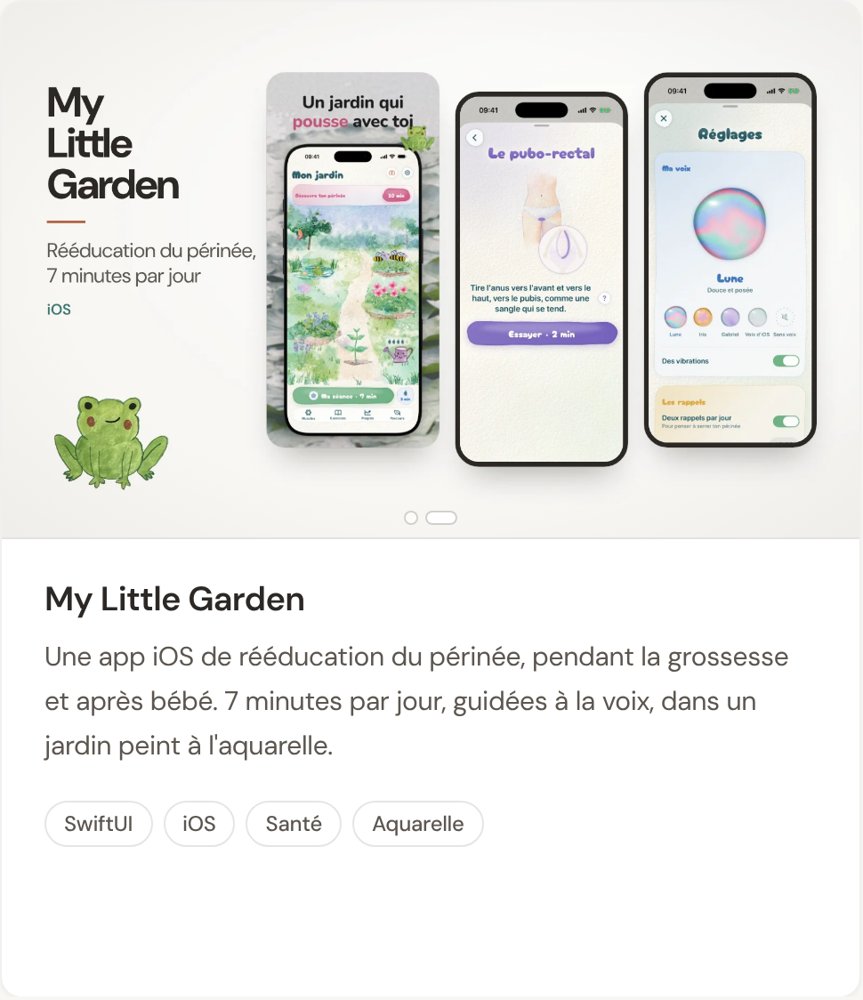 My
Little
Garden
Rééducation du périnée,
7 minutes par jour
iOS
Un jardin qui
pousse avec toi
09:41
Mon jardin
Découvre ton périnée
10 min
Ma séance · 7 min
09:41
Le pubo-rectal
Tire l'anus vers l'avant et vers le
haut, vers le pubis, comme une
sangle qui se tend.
?
Essayer · 2 min
09:41
Réglages
Ma voix
Lune
Douce et posée
Lune
Iris
Gabriel
Voix d'iOS
Sans voix
Des vibrations
Les rappels
Deux rappels par jour
Pour penser à serrer ton périnée
My Little Garden
Une app iOS de rééducation du périnée, pendant la grossesse
et après bébé. 7 minutes par jour, guidées à la voix, dans un
jardin peint à l'aquarelle.
SwiftUI
iOS
Santé
Aquarelle